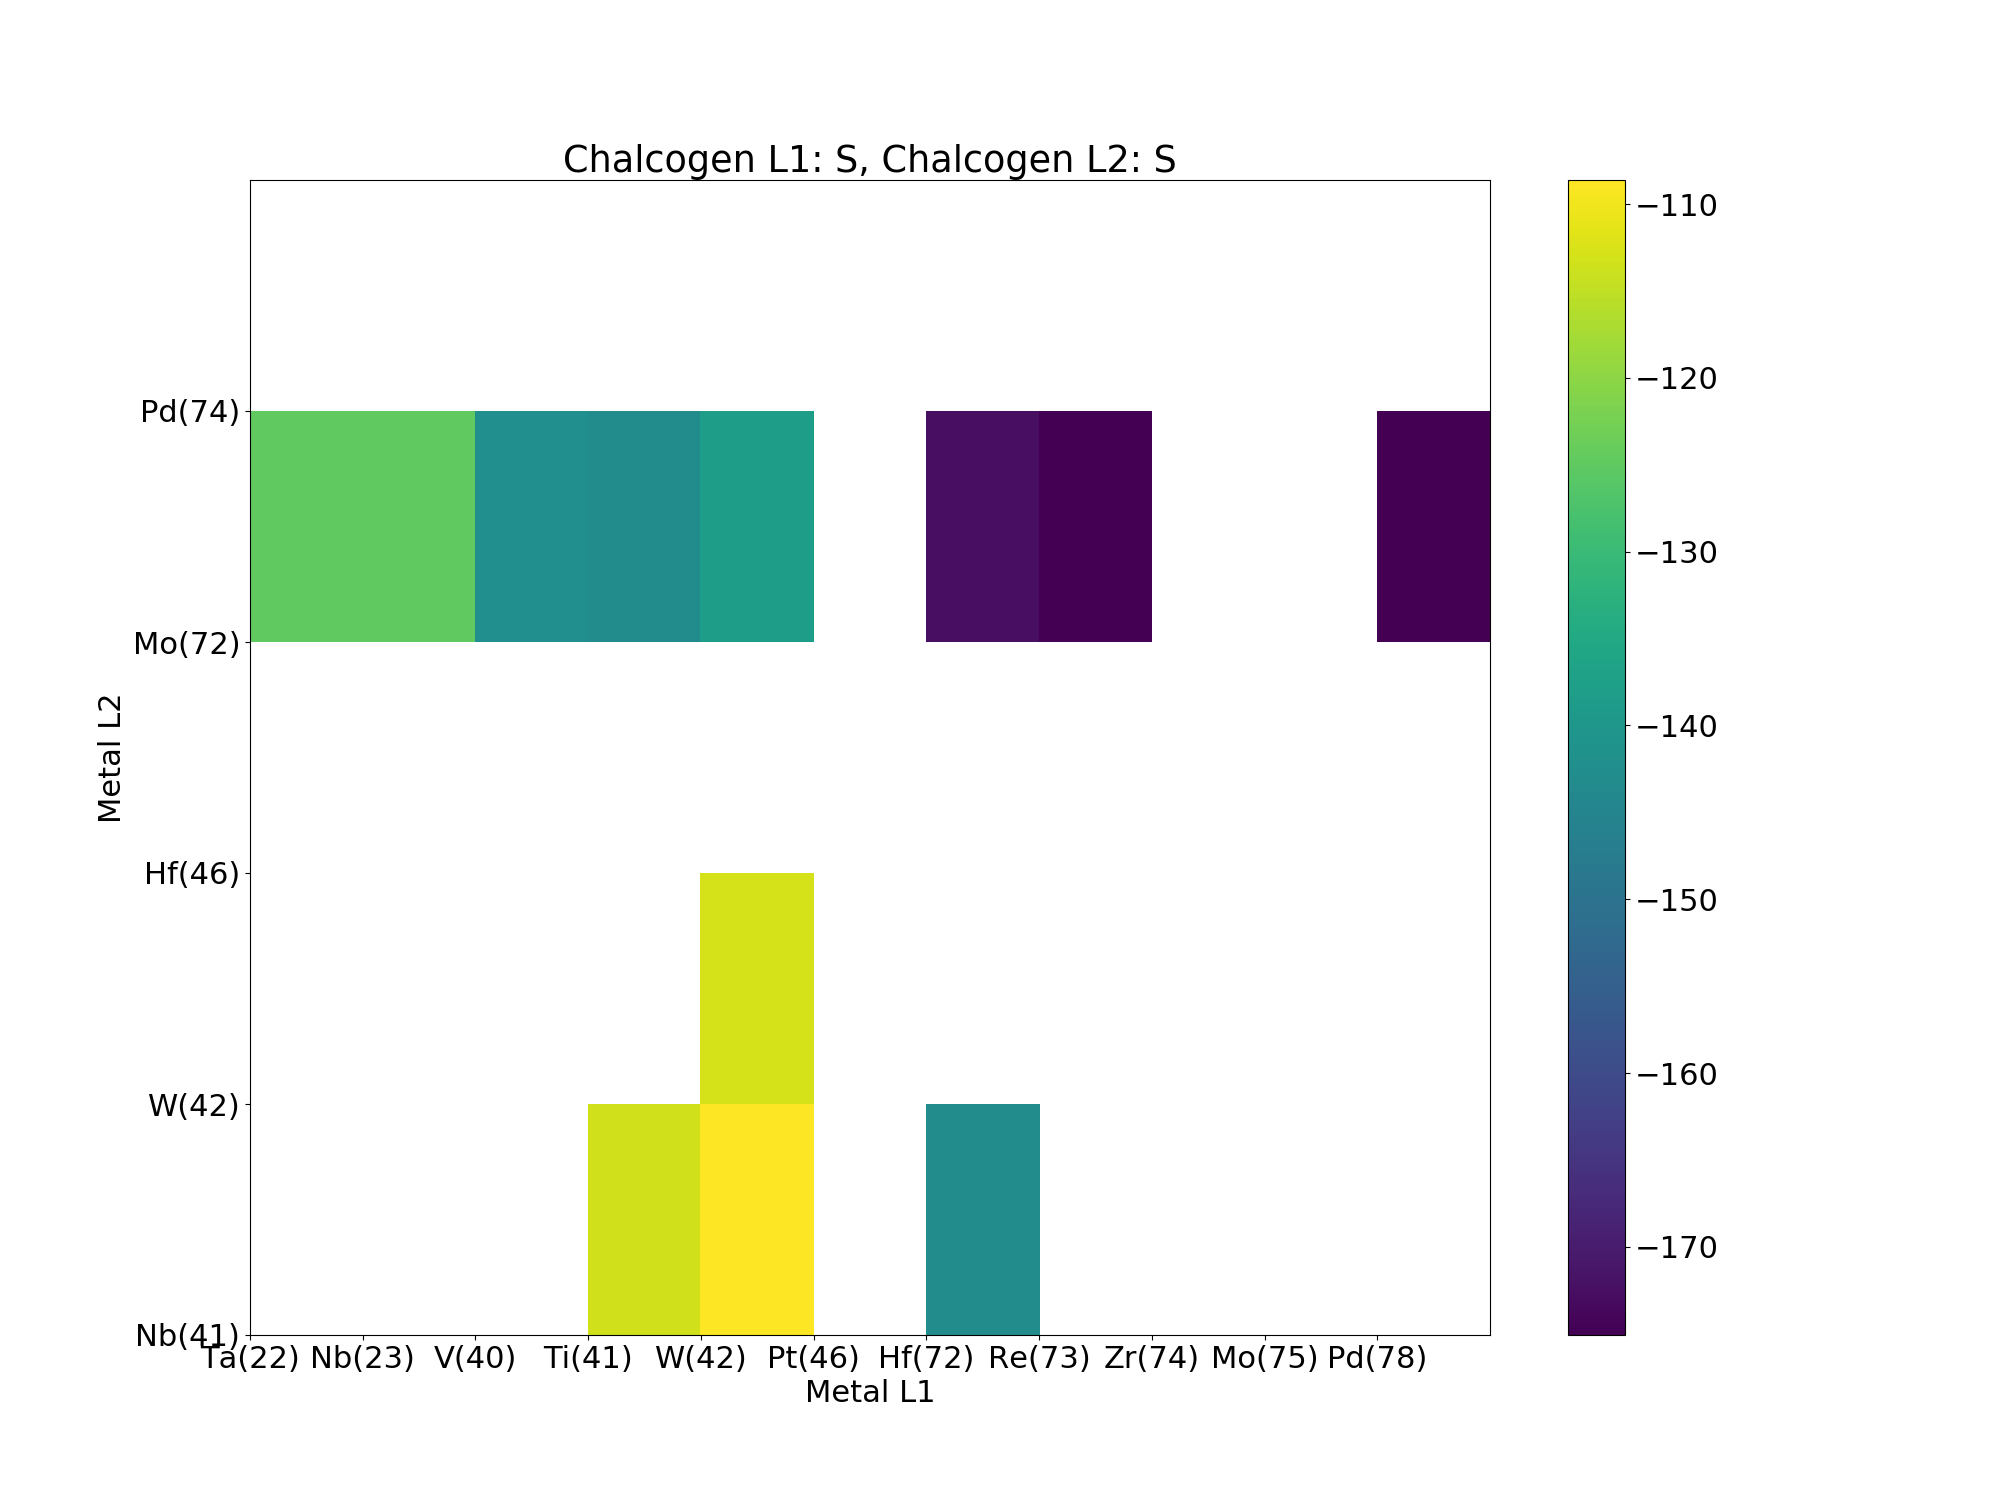 Chalcogen L1: S, Chalcogen L2: S
Pd(74)
Mo(72)
Hf(46)
W(42)
Nb(41)
Metal L2
Ta(22) Nb(23) V(40) Ti(41) W(42) Pt(46) Hf(72) Re(73) Zr(74) Mo(75) Pd(78)
Metal L1
−110
−120
−130
−140
−150
−160
−170